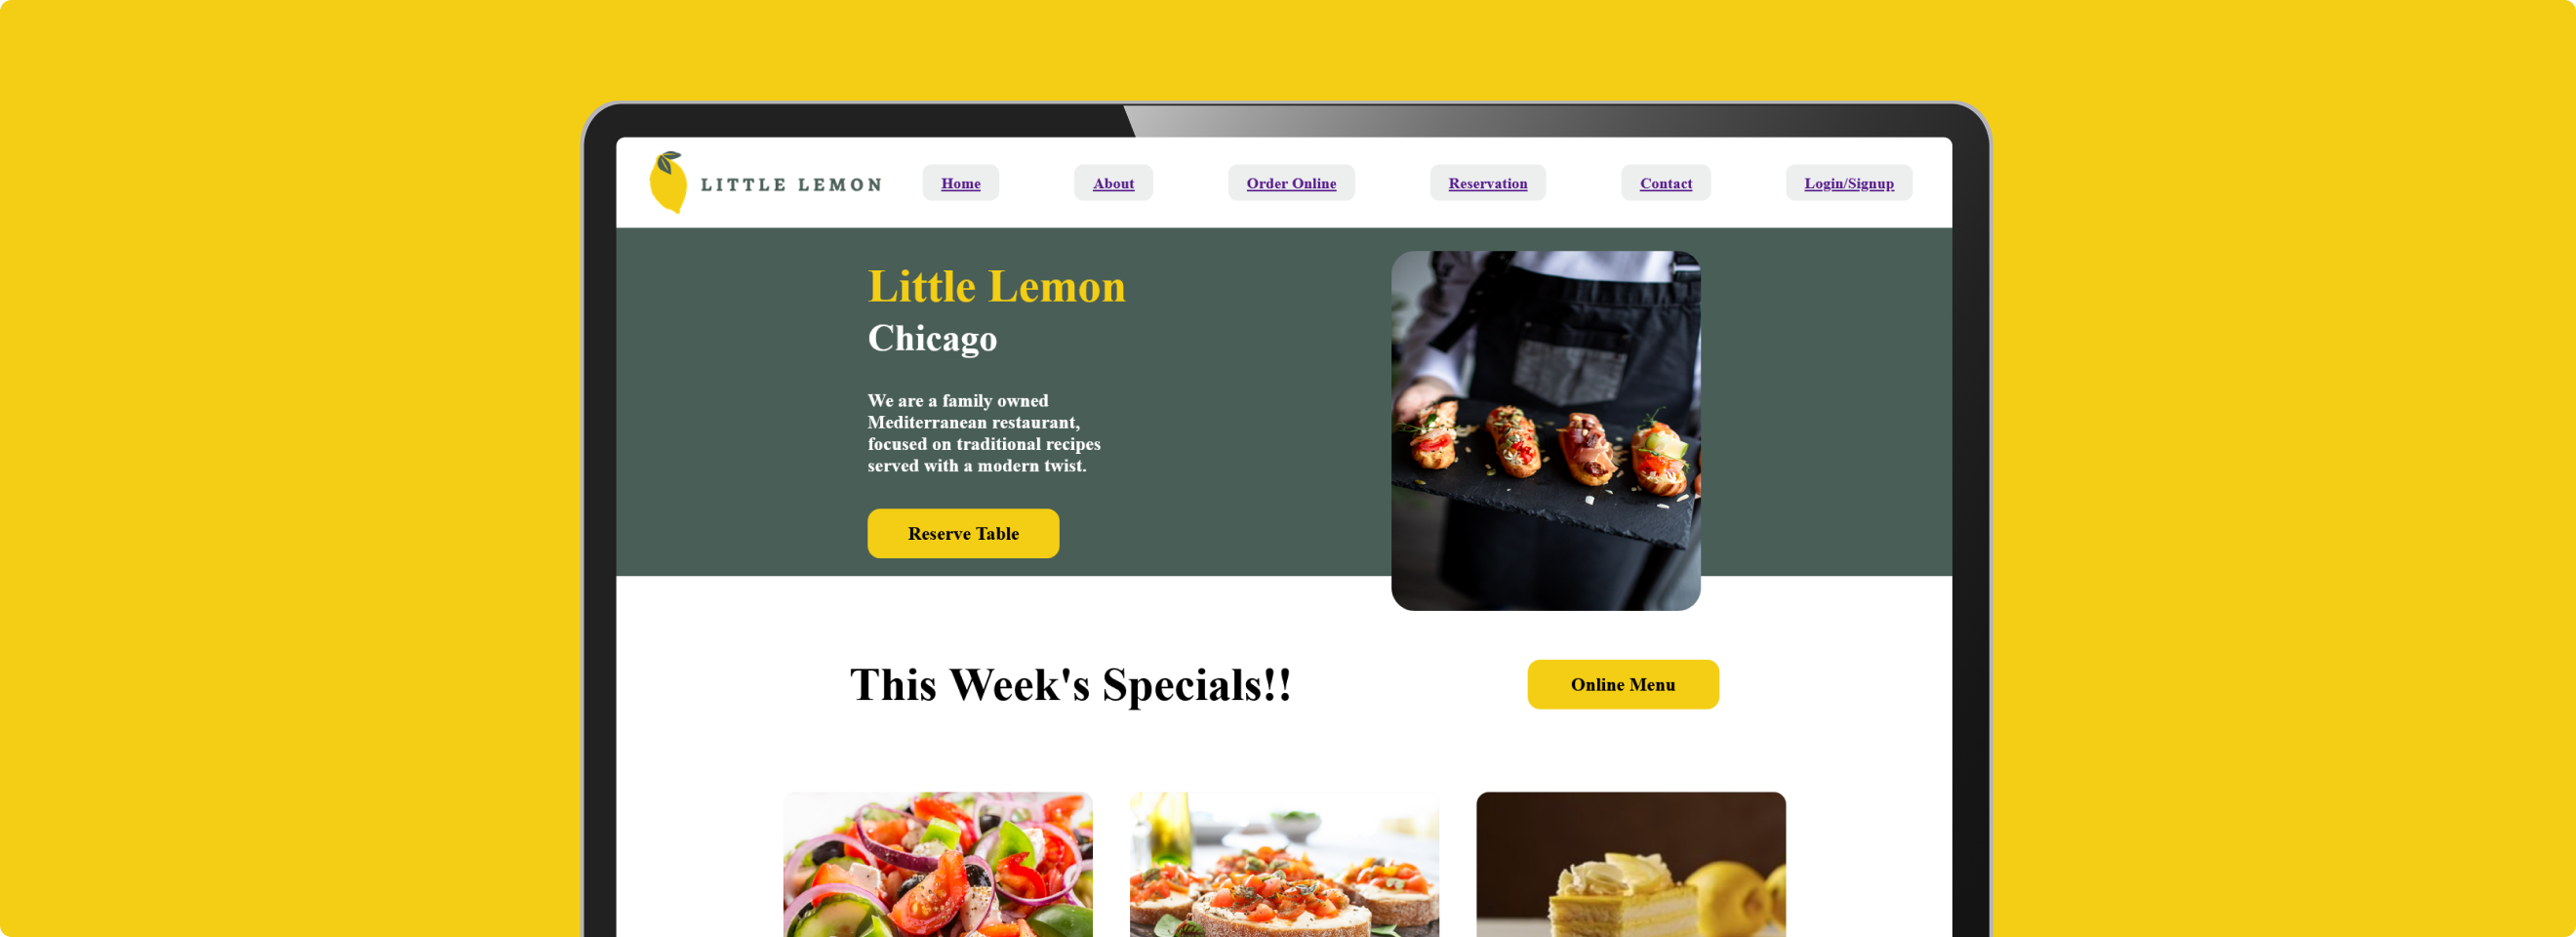 LITTLE LEMON
Home
About
Order Online
Reservation
Contact
Login/Signup
Little Lemon
Chicago
We are a family owned
Mediterranean restaurant,
focused on traditional recipes
served with a modern twist.
Reserve Table
This Week's Specials!!
Online Menu